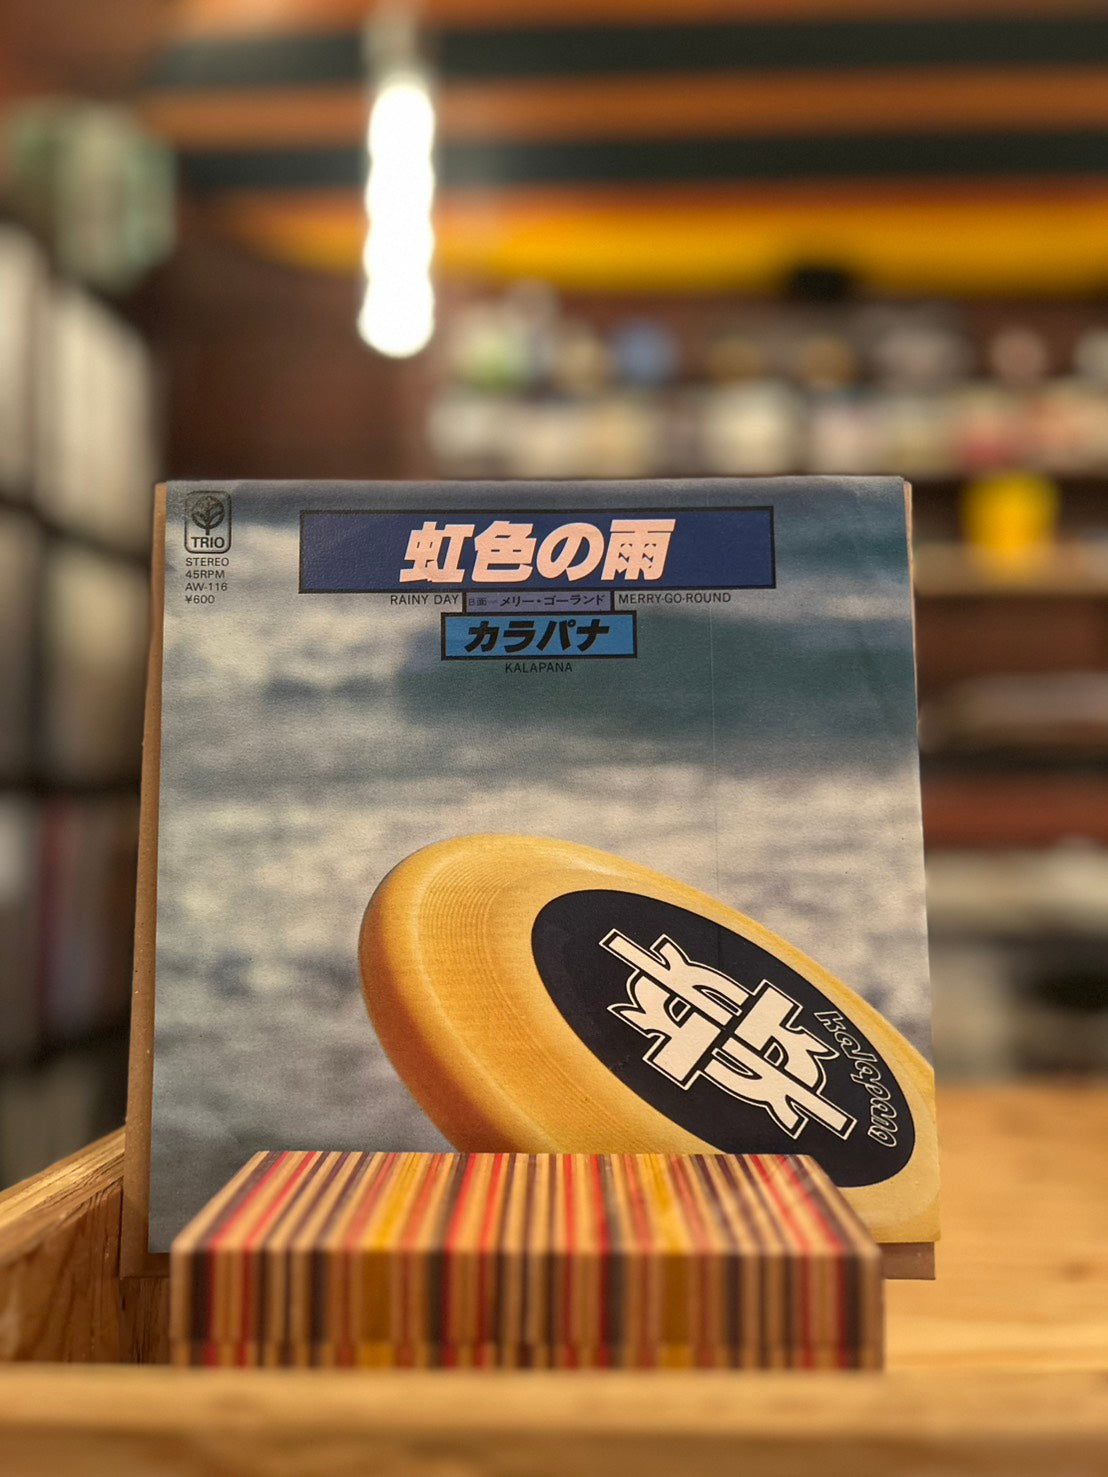 TRIO
STEREO
45RPM
AW-116
¥600
虹色の雨
RAINY DAY B面—メリー・ゴーランド MERRY-GO-ROUND
カラパナ
KALAPANA
kalapana